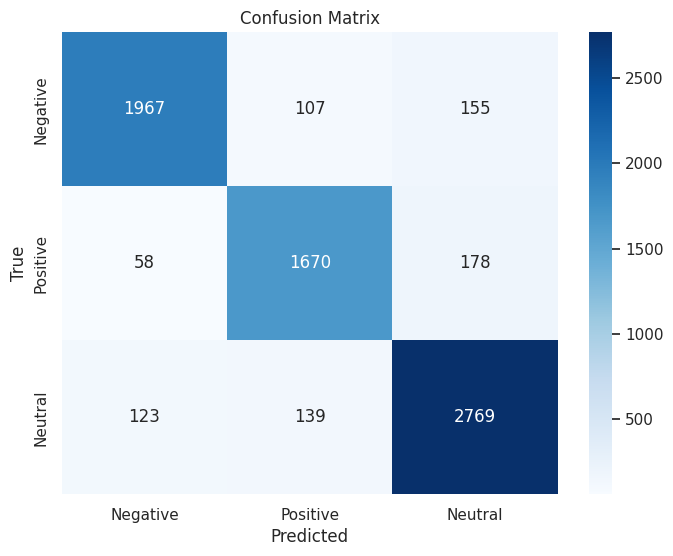 Confusion Matrix
Negative 1967 107 155
Positive 58 1670 178
Neutral 123 139 2769
True
Negative Positive Neutral
Predicted
2500
2000
1500
1000
500